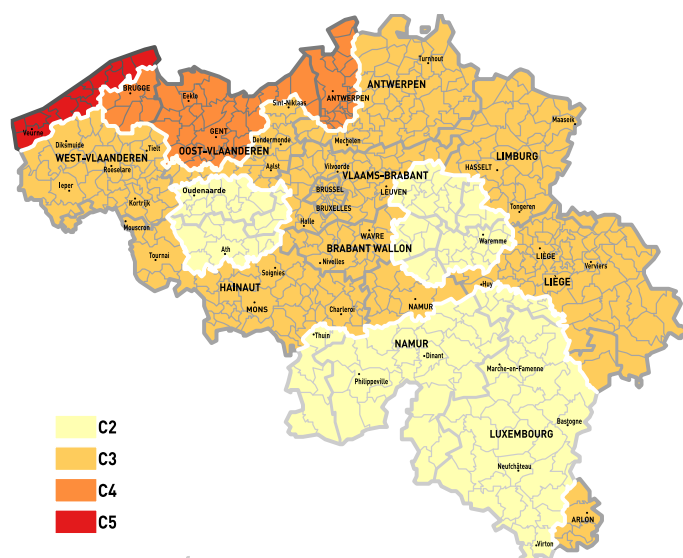 Turnhout
BRUGGE
Eeklo
ANTWERPEN
ANTWERPEN
Sint-Niklaas
Maaseik
Veurne
GENT
Diksmuide
Tielt
OOST-VLAANDEREN
Dendermonde
Mechelen
WEST-VLAANDEREN
Roeselare
Aalst
Vilvoorde
VLAAMS-BRABANT
HASSELT
LIMBURG
Ieper
Oudenaarde
BRUSSEL
LEUVEN
Kortrijk
BRUXELLES
Tongeren
Mouscron
Halle
WAVRE
Waremme
Ath
BRABANT WALLON
LIÈGE
Tournai
Nivelles
Verviers
Soignies
HAINAUT
Huy
LIÈGE
MONS
Charleroi
NAMUR
Thuin
NAMUR
Dinant
Marche-en-Famenne
Philippeville
Bastogne
C2
LUXEMBOURG
C3
Neufchâteau
C4
ARLON
C5
Virton